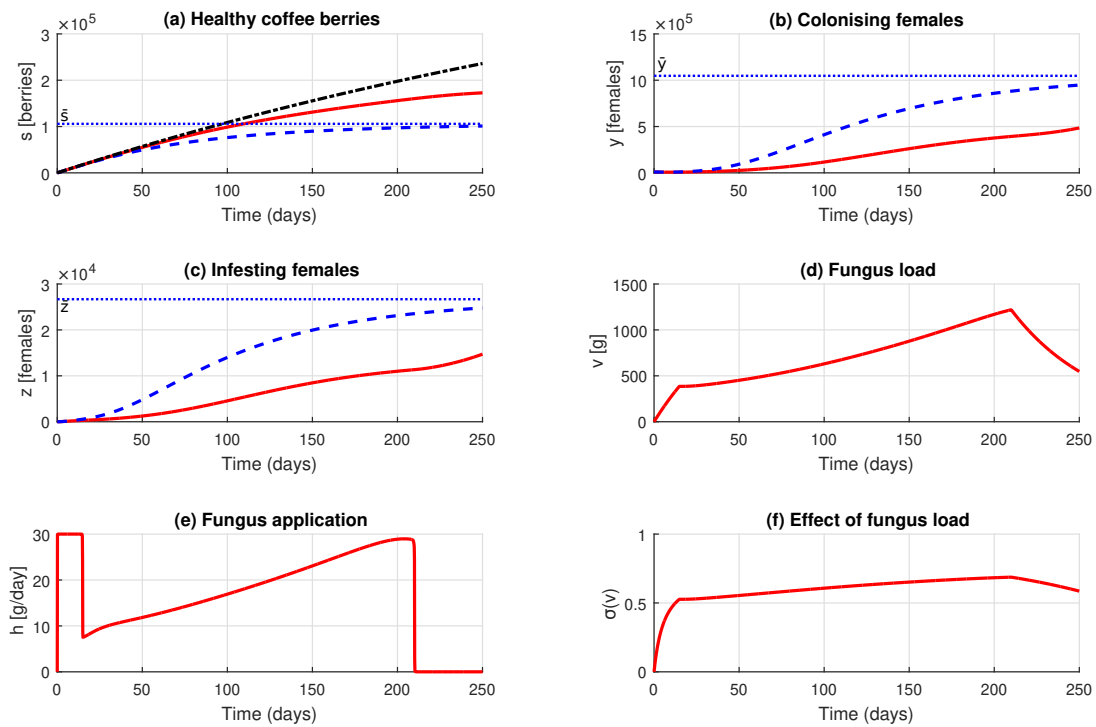 (a) Healthy coffee berries
×10⁵
s [berries]
3
2
1
0
s̄
0 50 100 150 200 250
Time (days)
(b) Colonising females
×10⁵
y [females]
15
10
5
0
ȳ
0 50 100 150 200 250
Time (days)
(c) Infesting females
×10⁴
z [females]
3
2
1
0
z̄
0 50 100 150 200 250
Time (days)
(d) Fungus load
v [g]
1500
1000
500
0
0 50 100 150 200 250
Time (days)
(e) Fungus application
h [g/day]
30
20
10
0
0 50 100 150 200 250
Time (days)
(f) Effect of fungus load
σ(v)
1
0.5
0
0 50 100 150 200 250
Time (days)